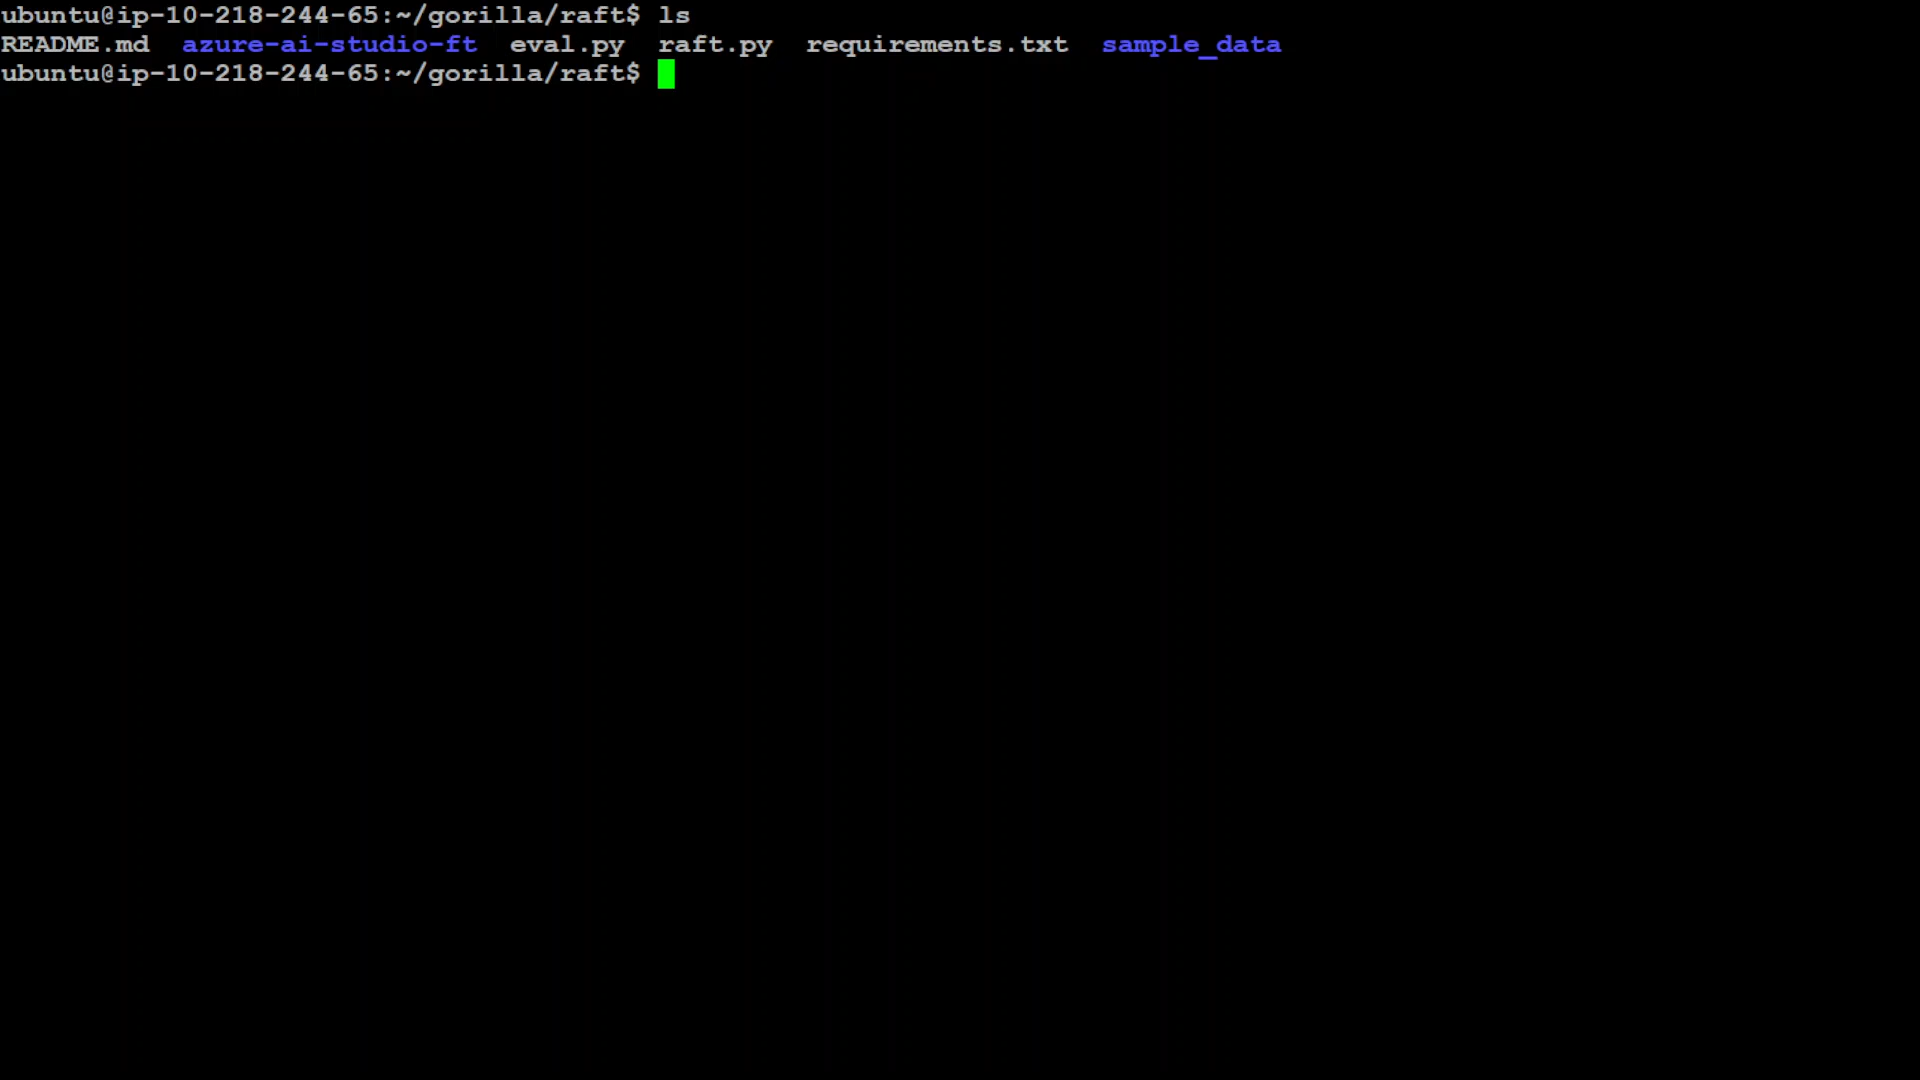 ubuntu@ip-10-218-244-65:~/gorilla/raft$ ls
README.md  azure-ai-studio-ft  eval.py  raft.py  requirements.txt  sample_data
ubuntu@ip-10-218-244-65:~/gorilla/raft$